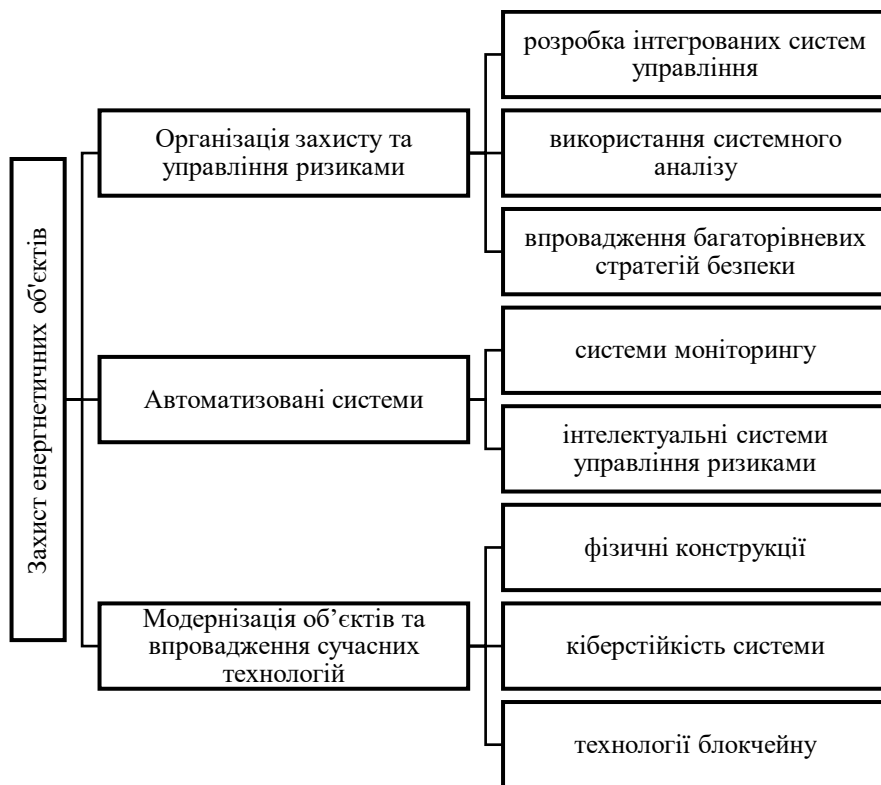 Захист енергнетичних об'єктів
Організація захисту та
управління ризиками
розробка інтегрованих систем
управління
використання системного
аналізу
впровадження багаторівневих
стратегій безпеки
Автоматизовані системи
системи моніторингу
інтелектуальні системи
управління ризиками
Модернізація об’єктів та
впровадження сучасних
технологій
фізичні конструкції
кіберстійкість системи
технології блокчейну